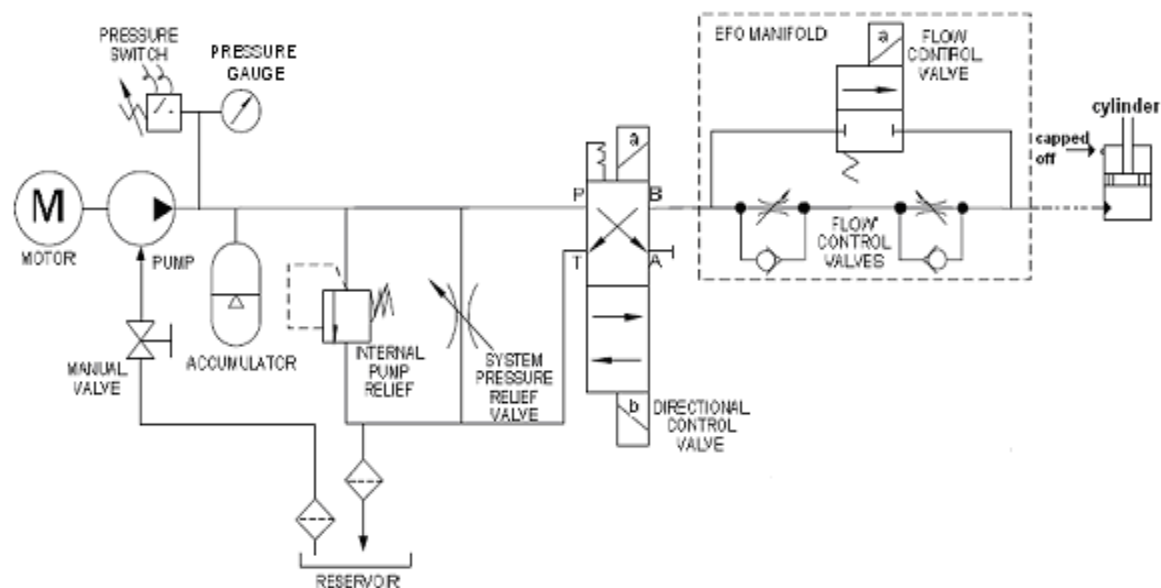 PRESSURE
SWITCH
PRESSURE
GAUGE
EFO MANIFOLD
a
FLOW
CONTROL
VALVE
cylinder
capped
off
a
M
MOTOR
PUMP
P
B
T
A
FLOW
CONTROL
VALVES
MANUAL
VALVE
ACCUMULATOR
INTERNAL
PUMP
RELIEF
SYSTEM
PRESSURE
RELIEF
VALVE
b
DIRECTIONAL
CONTROL
VALVE
RESERVOIR